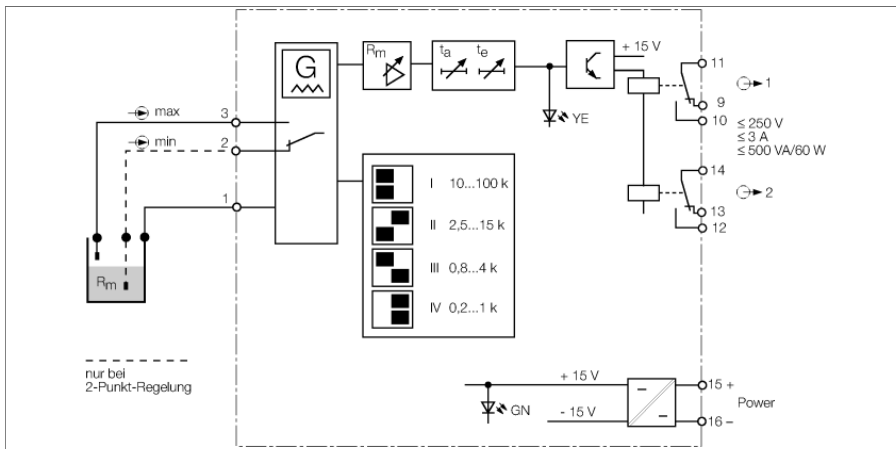 G
Rm
ta
te
+ 15 V
11
1
9
10
≤ 250 V
≤ 3 A
≤ 500 VA/60 W
YE
max
3
min
2
1
Rm
I 10...100 k
II 2,5...15 k
III 0,8...4 k
IV 0,2...1 k
14
2
13
12
nur bei
2-Punkt-Regelung
+ 15 V
GN
- 15 V
15 +
Power
16 –